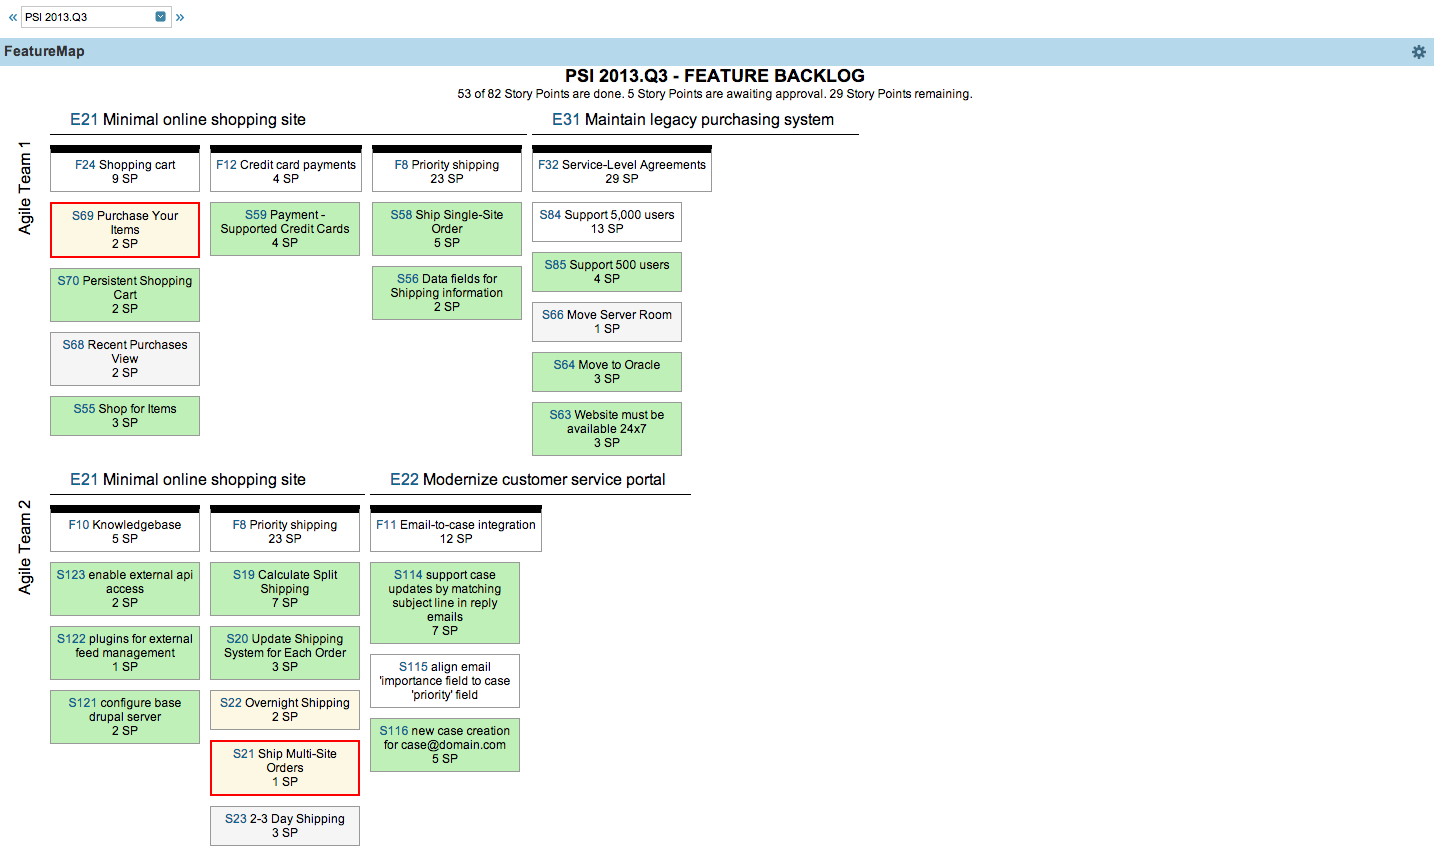 « PSI 2013.Q3 »
FeatureMap
PSI 2013.Q3 - FEATURE BACKLOG
53 of 82 Story Points are done. 5 Story Points are awaiting approval. 29 Story Points remaining.
Agile Team 1
E21 Minimal online shopping site
F24 Shopping cart
9 SP
S69 Purchase Your
Items
2 SP
S70 Persistent Shopping
Cart
2 SP
S68 Recent Purchases
View
2 SP
S55 Shop for Items
3 SP
F12 Credit card payments
4 SP
S59 Payment -
Supported Credit Cards
4 SP
F8 Priority shipping
23 SP
S58 Ship Single-Site
Order
5 SP
S56 Data fields for
Shipping information
2 SP
E31 Maintain legacy purchasing system
F32 Service-Level Agreements
29 SP
S84 Support 5,000 users
13 SP
S85 Support 500 users
4 SP
S66 Move Server Room
1 SP
S64 Move to Oracle
3 SP
S63 Website must be
available 24x7
3 SP
Agile Team 2
E21 Minimal online shopping site
F10 Knowledgebase
5 SP
S123 enable external api
access
2 SP
S122 plugins for external
feed management
1 SP
S121 configure base
drupal server
2 SP
F8 Priority shipping
23 SP
S19 Calculate Split
Shipping
7 SP
S20 Update Shipping
System for Each Order
3 SP
S22 Overnight Shipping
2 SP
S21 Ship Multi-Site
Orders
1 SP
S23 2-3 Day Shipping
3 SP
E22 Modernize customer service portal
F11 Email-to-case integration
12 SP
S114 support case
updates by matching
subject line in reply
emails
7 SP
S115 align email
'importance field to case
'priority' field
S116 new case creation
for case@domain.com
5 SP